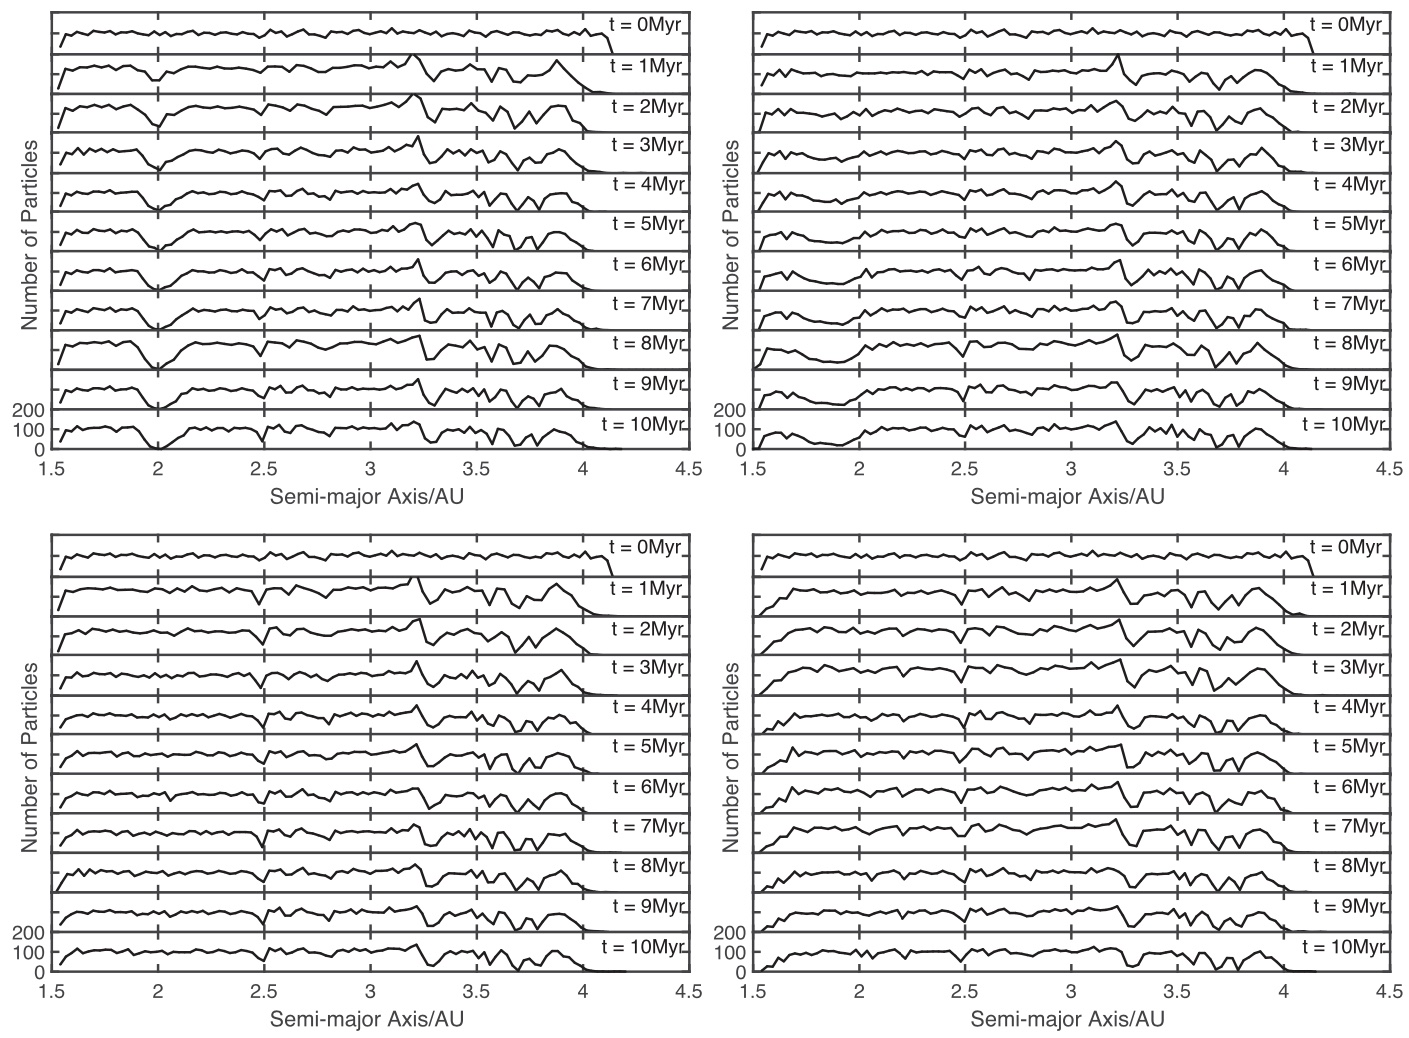 t = 0Myr
t = 1Myr
t = 2Myr
t = 3Myr
t = 4Myr
t = 5Myr
t = 6Myr
t = 7Myr
t = 8Myr
t = 9Myr
t = 10Myr
Number of Particles
200
100
0
1.5 2 2.5 3 3.5 4 4.5
Semi-major Axis/AU
t = 0Myr
t = 1Myr
t = 2Myr
t = 3Myr
t = 4Myr
t = 5Myr
t = 6Myr
t = 7Myr
t = 8Myr
t = 9Myr
t = 10Myr
Number of Particles
200
100
0
1.5 2 2.5 3 3.5 4 4.5
Semi-major Axis/AU
t = 0Myr
t = 1Myr
t = 2Myr
t = 3Myr
t = 4Myr
t = 5Myr
t = 6Myr
t = 7Myr
t = 8Myr
t = 9Myr
t = 10Myr
Number of Particles
200
100
0
1.5 2 2.5 3 3.5 4 4.5
Semi-major Axis/AU
t = 0Myr
t = 1Myr
t = 2Myr
t = 3Myr
t = 4Myr
t = 5Myr
t = 6Myr
t = 7Myr
t = 8Myr
t = 9Myr
t = 10Myr
Number of Particles
200
100
0
1.5 2 2.5 3 3.5 4 4.5
Semi-major Axis/AU